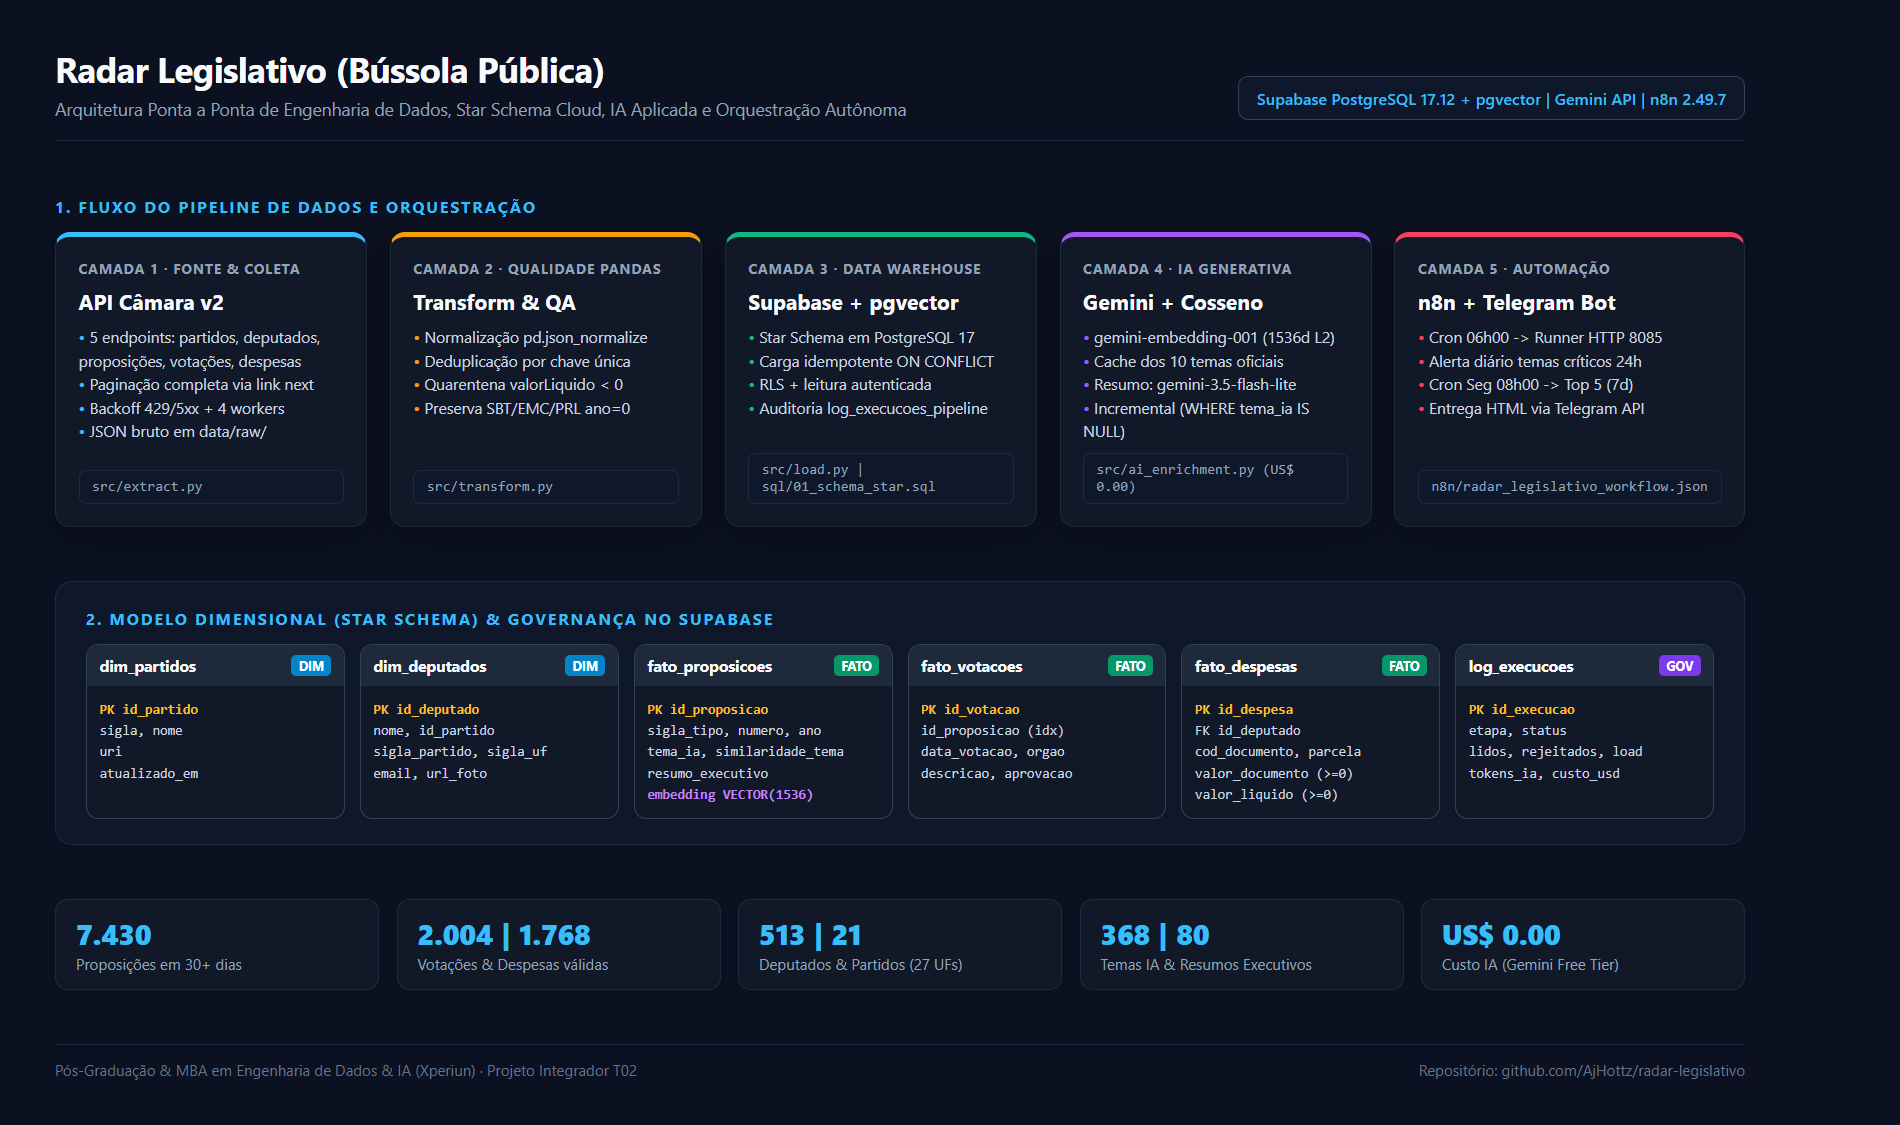 Radar Legislativo (Bússola Pública)
Arquitetura Ponta a Ponta de Engenharia de Dados, Star Schema Cloud, IA Aplicada e Orquestração Autônoma
Supabase PostgreSQL 17.12 + pgvector | Gemini API | n8n 2.49.7
1. FLUXO DO PIPELINE DE DADOS E ORQUESTRAÇÃO
CAMADA 1 · FONTE & COLETA
API Câmara v2
• 5 endpoints: partidos, deputados,
proposições, votações, despesas
• Paginação completa via link next
• Backoff 429/5xx + 4 workers
• JSON bruto em data/raw/
src/extract.py
CAMADA 2 · QUALIDADE PANDAS
Transform & QA
• Normalização pd.json_normalize
• Deduplicação por chave única
• Quarentena valorLiquido < 0
• Preserva SBT/EMC/PRL ano=0
src/transform.py
CAMADA 3 · DATA WAREHOUSE
Supabase + pgvector
• Star Schema em PostgreSQL 17
• Carga idempotente ON CONFLICT
• RLS + leitura autenticada
• Auditoria log_execucoes_pipeline
src/load.py |
sql/01_schema_star.sql
CAMADA 4 · IA GENERATIVA
Gemini + Cosseno
• gemini-embedding-001 (1536d L2)
• Cache dos 10 temas oficiais
• Resumo: gemini-3.5-flash-lite
• Incremental (WHERE tema_ia IS
NULL)
src/ai_enrichment.py (US$
0.00)
CAMADA 5 · AUTOMAÇÃO
n8n + Telegram Bot
• Cron 06h00 -> Runner HTTP 8085
• Alerta diário temas críticos 24h
• Cron Seg 08h00 -> Top 5 (7d)
• Entrega HTML via Telegram API
n8n/radar_legislativo_workflow.json
2. MODELO DIMENSIONAL (STAR SCHEMA) & GOVERNANÇA NO SUPABASE
dim_partidos DIM
PK id_partido
sigla, nome
uri
atualizado_em
dim_deputados DIM
PK id_deputado
nome, id_partido
sigla_partido, sigla_uf
email, url_foto
fato_proposicoes FATO
PK id_proposicao
sigla_tipo, numero, ano
tema_ia, similaridade_tema
resumo_executivo
embedding VECTOR(1536)
fato_votacoes FATO
PK id_votacao
id_proposicao (idx)
data_votacao, orgao
descricao, aprovacao
fato_despesas FATO
PK id_despesa
FK id_deputado
cod_documento, parcela
valor_documento (>=0)
valor_liquido (>=0)
log_execucoes GOV
PK id_execucao
etapa, status
lidos, rejeitados, load
tokens_ia, custo_usd
7.430
Proposições em 30+ dias
2.004 | 1.768
Votações & Despesas válidas
513 | 21
Deputados & Partidos (27 UFs)
368 | 80
Temas IA & Resumos Executivos
US$ 0.00
Custo IA (Gemini Free Tier)
Pós-Graduação & MBA em Engenharia de Dados & IA (Xperiun) · Projeto Integrador T02
Repositório: github.com/AjHottz/radar-legislativo